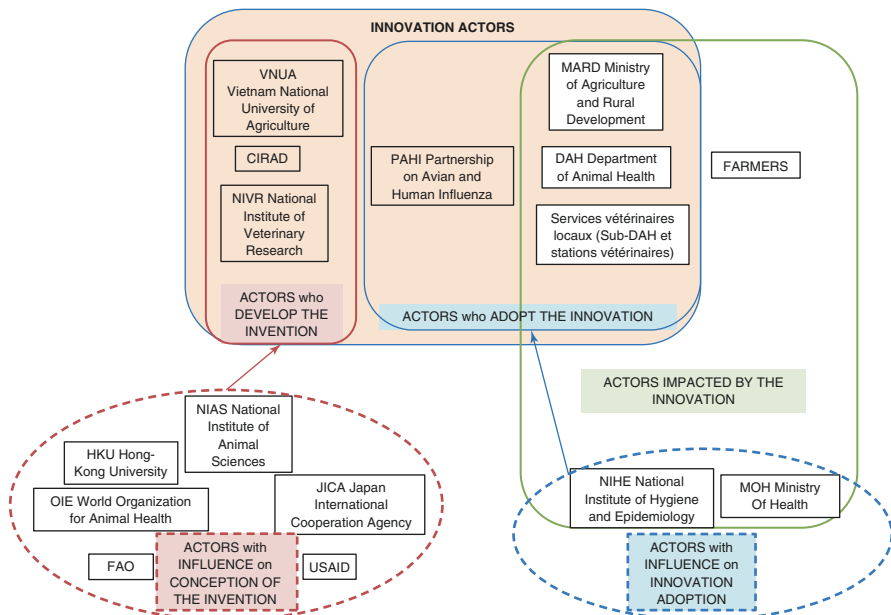 INNOVATION ACTORS
VNUA
Vietnam National
University of
Agriculture
CIRAD
NIVR National
Institute of
Veterinary
Research
ACTORS who
DEVELOP THE
INVENTION
PAHI Partnership
on Avian and
Human Influenza
MARD Ministry
of Agriculture
and Rural
Development
DAH Department
of Animal Health
Services vétérinaires
locaux (Sub-DAH et
stations vétérinaires)
ACTORS who ADOPT THE INNOVATION
FARMERS
ACTORS IMPACTED BY THE
INNOVATION
NIAS National
Institute of
Animal
Sciences
HKU Hong-
Kong University
OIE World Organization
for Animal Health
JICA Japan
International
Cooperation Agency
FAO
ACTORS with
INFLUENCE on
CONCEPTION OF
THE INVENTION
USAID
NIHE National
Institute of Hygiene
and Epidemiology
MOH Ministry
Of Health
ACTORS with
INFLUENCE on
INNOVATION
ADOPTION